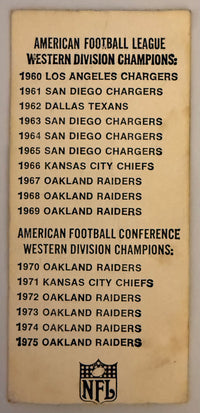 AMERICAN FOOTBALL LEAGUE
WESTERN DIVISION CHAMPIONS:
1960 LOS ANGELES CHARGERS
1961 SAN DIEGO CHARGERS
1962 DALLAS TEXANS
1963 SAN DIEGO CHARGERS
1964 SAN DIEGO CHARGERS
1965 SAN DIEGO CHARGERS
1966 KANSAS CITY CHIEFS
1967 OAKLAND RAIDERS
1968 OAKLAND RAIDERS
1969 OAKLAND RAIDERS
AMERICAN FOOTBALL CONFERENCE
WESTERN DIVISION CHAMPIONS:
1970 OAKLAND RAIDERS
1971 KANSAS CITY CHIEFS
1972 OAKLAND RAIDERS
1973 OAKLAND RAIDERS
1974 OAKLAND RAIDERS
1975 OAKLAND RAIDERS
NFL